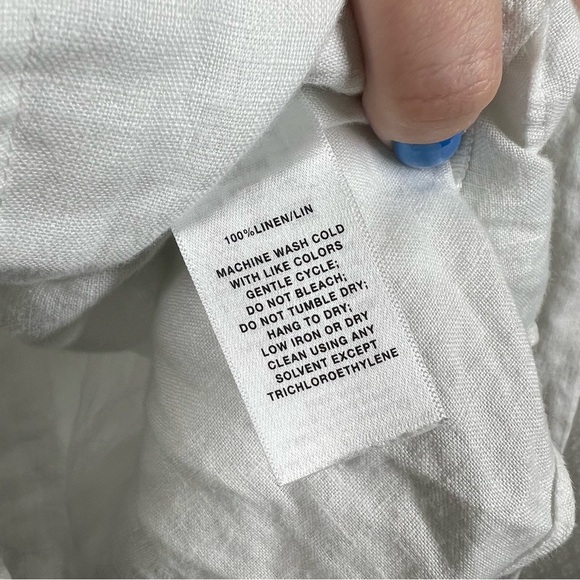 100%LINEN/LIN
MACHINE WASH COLD
WITH LIKE COLORS
GENTLE CYCLE;
DO NOT BLEACH;
DO NOT TUMBLE DRY;
HANG TO DRY;
LOW IRON OR DRY
CLEAN USING ANY
SOLVENT EXCEPT
TRICHLOROETHYLENE